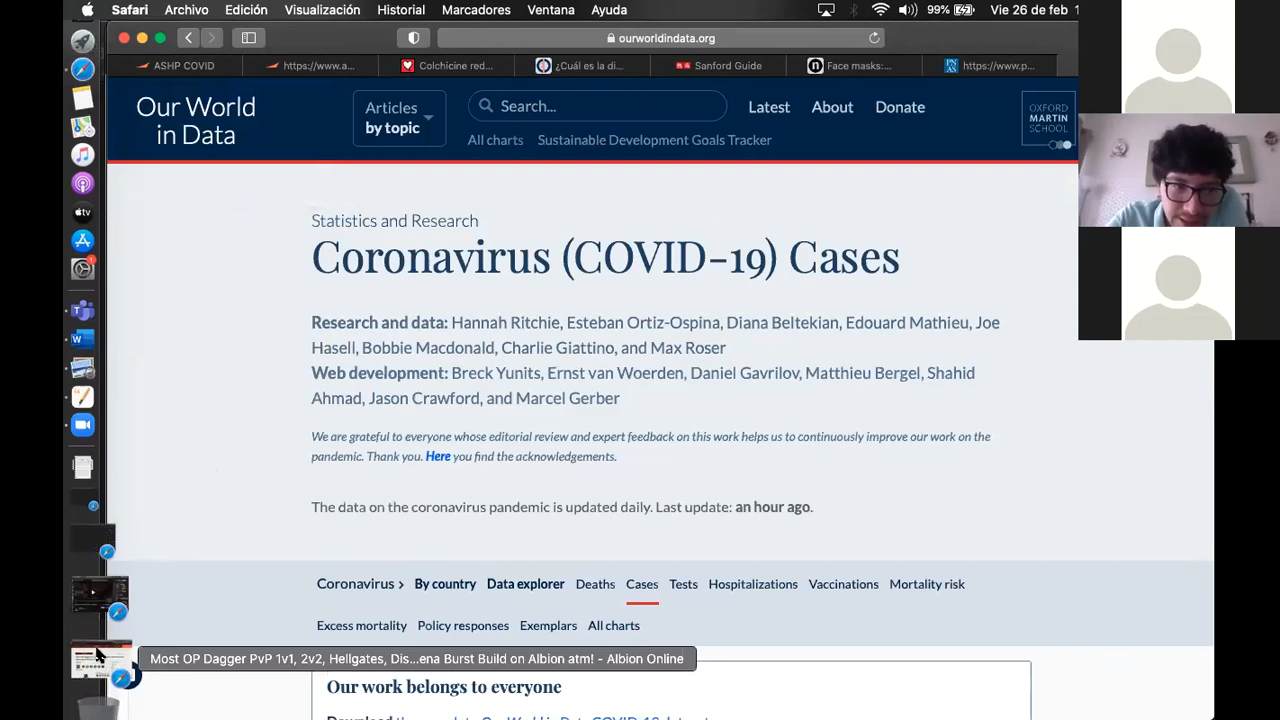 Safari Archivo Edición Visualización Historial Marcadores Ventana Ayuda 99% Vie 26 de feb 1
ourworldindata.org
ASHP COVID https://www.a... Colchicine red... ¿Cuál es la di... Sanford Guide Face masks:... https://www.p...
Our World
in Data
Articles
by topic
Search...
Latest About Donate
All charts Sustainable Development Goals Tracker
OXFORD
MARTIN
SCHOOL
Statistics and Research
Coronavirus (COVID-19) Cases
Research and data: Hannah Ritchie, Esteban Ortiz-Ospina, Diana Beltekian, Edouard Mathieu, Joe
Hasell, Bobbie Macdonald, Charlie Giattino, and Max Roser
Web development: Breck Yunits, Ernst van Woerden, Daniel Gavrilov, Matthieu Bergel, Shahid
Ahmad, Jason Crawford, and Marcel Gerber
We are grateful to everyone whose editorial review and expert feedback on this work helps us to continuously improve our work on the
pandemic. Thank you. Here you find the acknowledgements.
The data on the coronavirus pandemic is updated daily. Last update: an hour ago.
Coronavirus > By country Data explorer Deaths Cases Tests Hospitalizations Vaccinations Mortality risk
Excess mortality Policy responses Exemplars All charts
Most OP Dagger PvP 1v1, 2v2, Hellgates, Dis...ena Burst Build on Albion atm! - Albion Online
Our work belongs to everyone
Download
tv